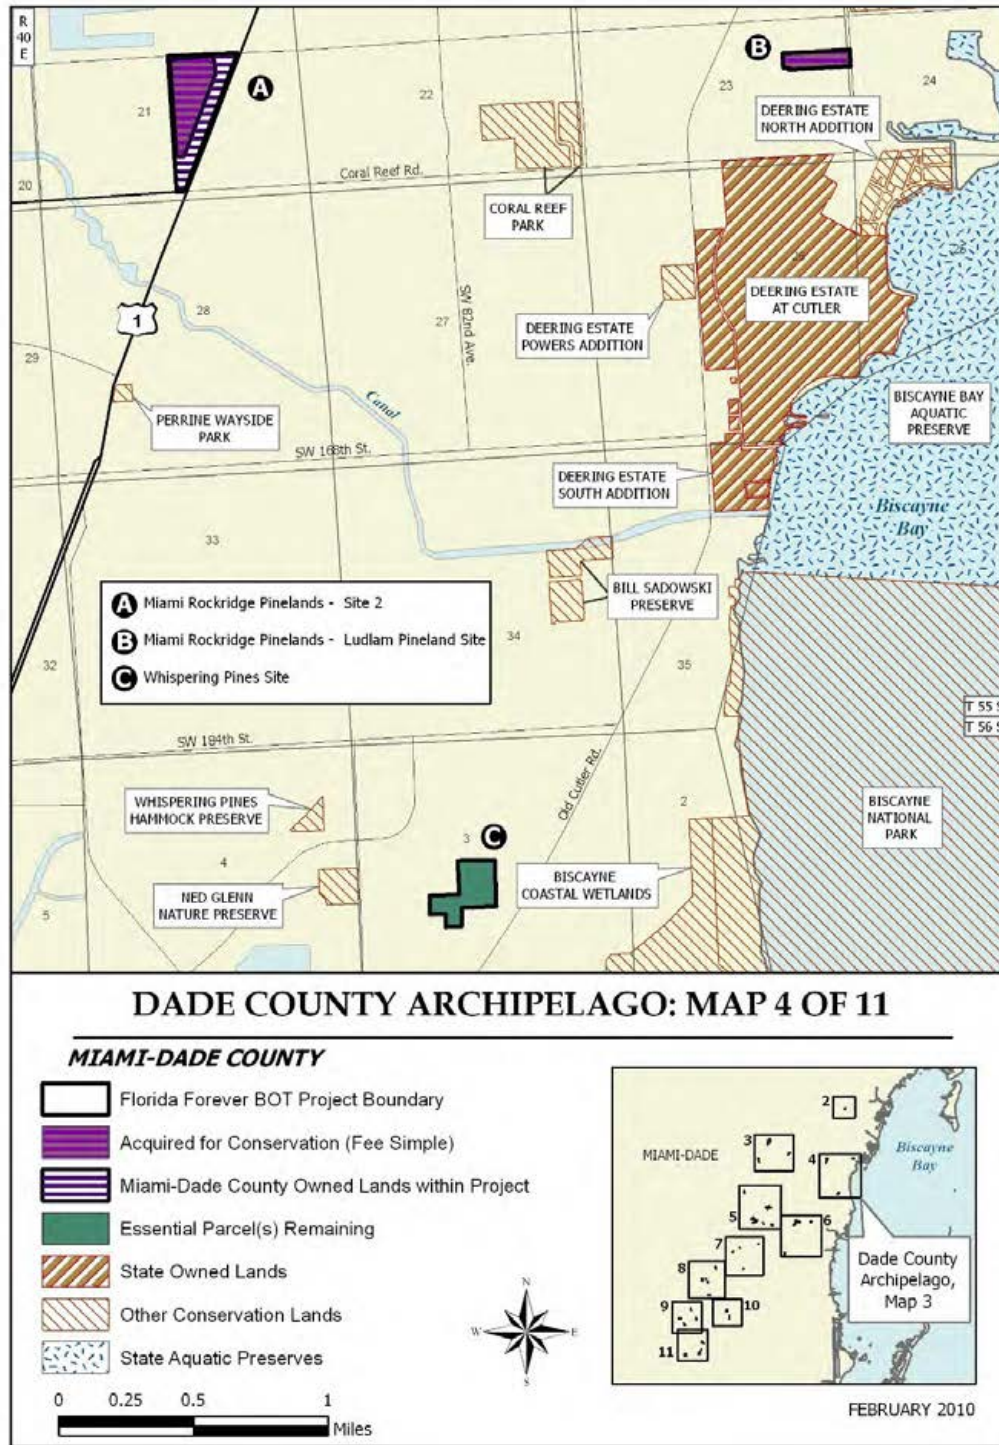 R
40
E
21
A
22
B
23
24
DEERING ESTATE
NORTH ADDITION
20
Coral Reef Rd.
CORAL REEF
PARK
26
25
DEERING ESTATE
AT CUTLER
28
1
27
SW 82nd Ave.
DEERING ESTATE
POWERS ADDITION
29
Canal
PERRINE WAYSIDE
PARK
BISCAYNE BAY
AQUATIC
PRESERVE
SW 168th St.
DEERING ESTATE
SOUTH ADDITION
Biscayne
Bay
33
BILL SADOWSKI
PRESERVE
A Miami Rockridge Pinelands - Site 2
B Miami Rockridge Pinelands - Ludlam Pineland Site
C Whispering Pines Site
34
32
35
T 55 S
T 56 S
SW 184th St.
Old Cutler Rd.
WHISPERING PINES
HAMMOCK PRESERVE
2
BISCAYNE
NATIONAL
PARK
3
C
4
NED GLENN
NATURE PRESERVE
BISCAYNE
COASTAL WETLANDS
5
DADE COUNTY ARCHIPELAGO: MAP 4 OF 11
MIAMI-DADE COUNTY
Florida Forever BOT Project Boundary
Acquired for Conservation (Fee Simple)
Miami-Dade County Owned Lands within Project
Essential Parcel(s) Remaining
State Owned Lands
Other Conservation Lands
State Aquatic Preserves
0 0.25 0.5 1
Miles
N
W E
S
2
MIAMI-DADE
3
4
Biscayne
Bay
5
6
7
8
9
10
11
Dade County
Archipelago,
Map 3
FEBRUARY 2010